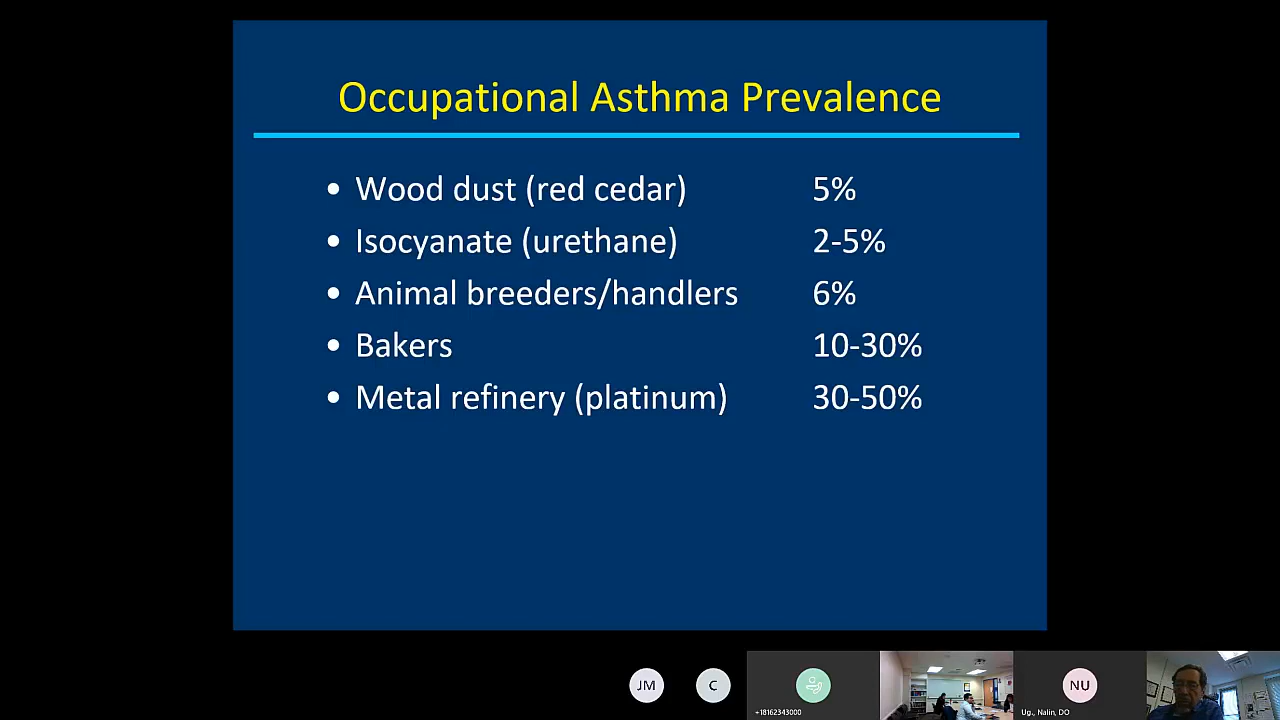 Occupational Asthma Prevalence
• Wood dust (red cedar) 5%
• Isocyanate (urethane) 2-5%
• Animal breeders/handlers 6%
• Bakers 10-30%
• Metal refinery (platinum) 30-50%
JM C NU
+18162343000 Ug., Nalin, DO